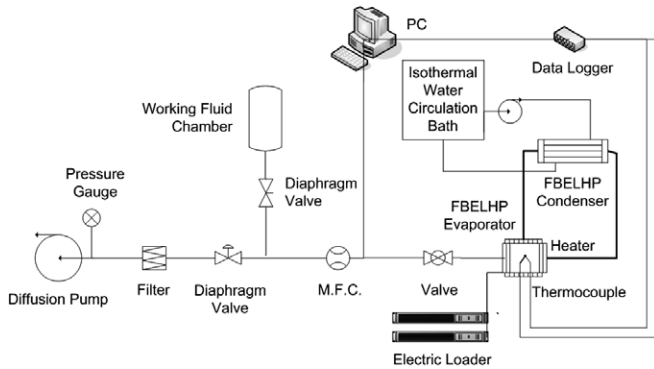 PC
Data Logger
Isothermal
Water
Circulation
Bath
Working Fluid
Chamber
Pressure
Gauge
Diaphragm
Valve
FBELHP
Condenser
FBELHP
Evaporator
Heater
Diffusion Pump
Filter
Diaphragm
Valve
M.F.C.
Valve
Thermocouple
Electric Loader